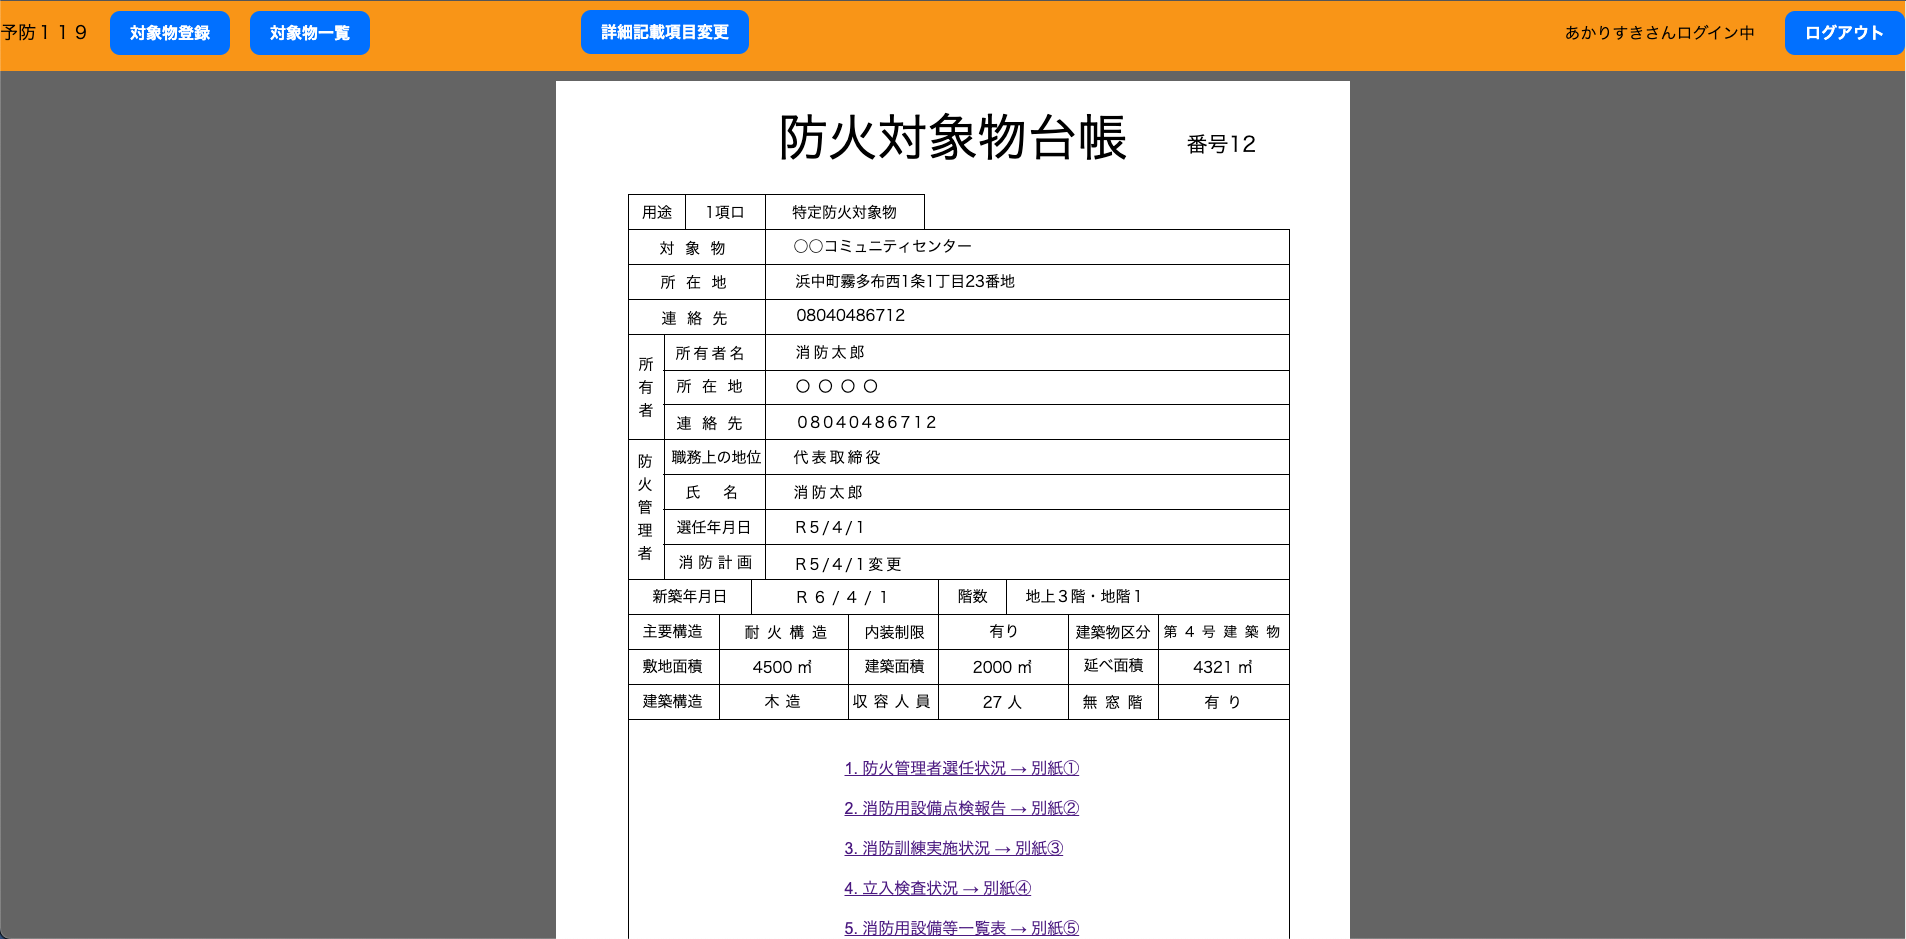 予防１１９ 対象物登録 対象物一覧 詳細記載項目変更 あかりすきさんログイン中 ログアウト
防火対象物台帳 番号12
用途 1項ロ 特定防火対象物
対象物 〇〇コミュニティセンター
所在地 浜中町霧多布西1条1丁目23番地
連絡先 08040486712
所有者
所有者名 消防太郎
所在地 〇〇〇〇
連絡先 08040486712
防火管理者
職務上の地位 代表取締役
氏名 消防太郎
選任年月日 R5/4/1
消防計画 R5/4/1変更
新築年月日 R6/4/1 階数 地上３階・地階１
主要構造 耐火構造 内装制限 有り 建築物区分 第4号建築物
敷地面積 4500 ㎡ 建築面積 2000 ㎡ 延べ面積 4321 ㎡
建築構造 木造 収容人員 27 人 無窓階 有り
1. 防火管理者選任状況 → 別紙①
2. 消防用設備点検報告 → 別紙②
3. 消防訓練実施状況 → 別紙③
4. 立入検査状況 → 別紙④
5. 消防用設備等一覧表 → 別紙⑤